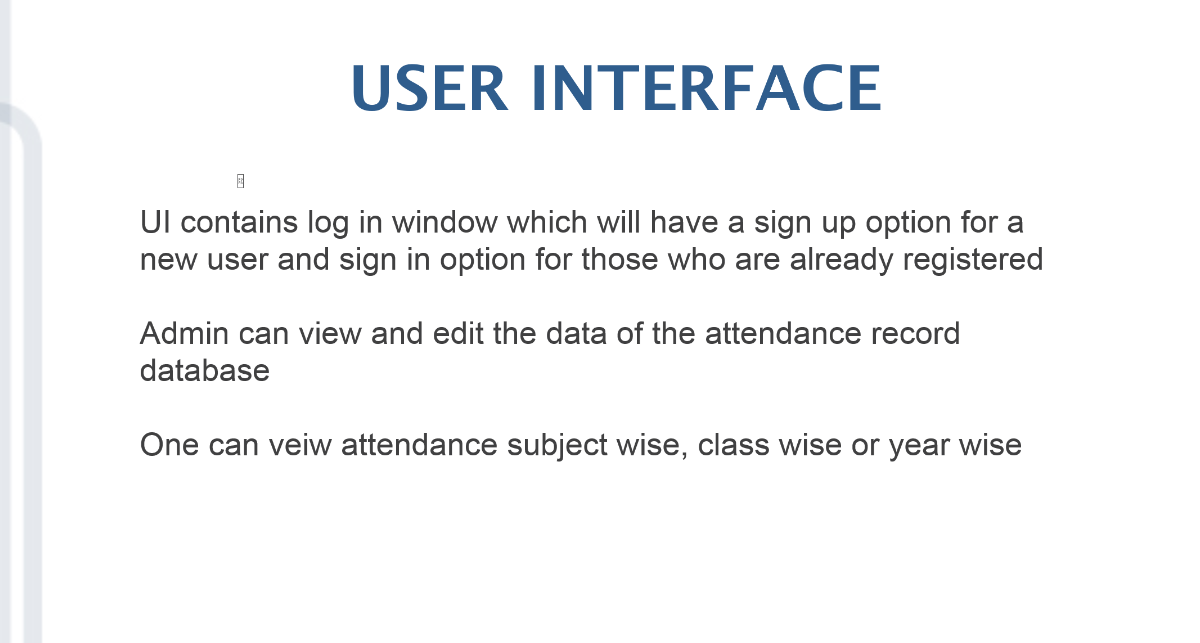 USER INTERFACE
UI contains log in window which will have a sign up option for a
new user and sign in option for those who are already registered
Admin can view and edit the data of the attendance record
database
One can veiw attendance subject wise, class wise or year wise